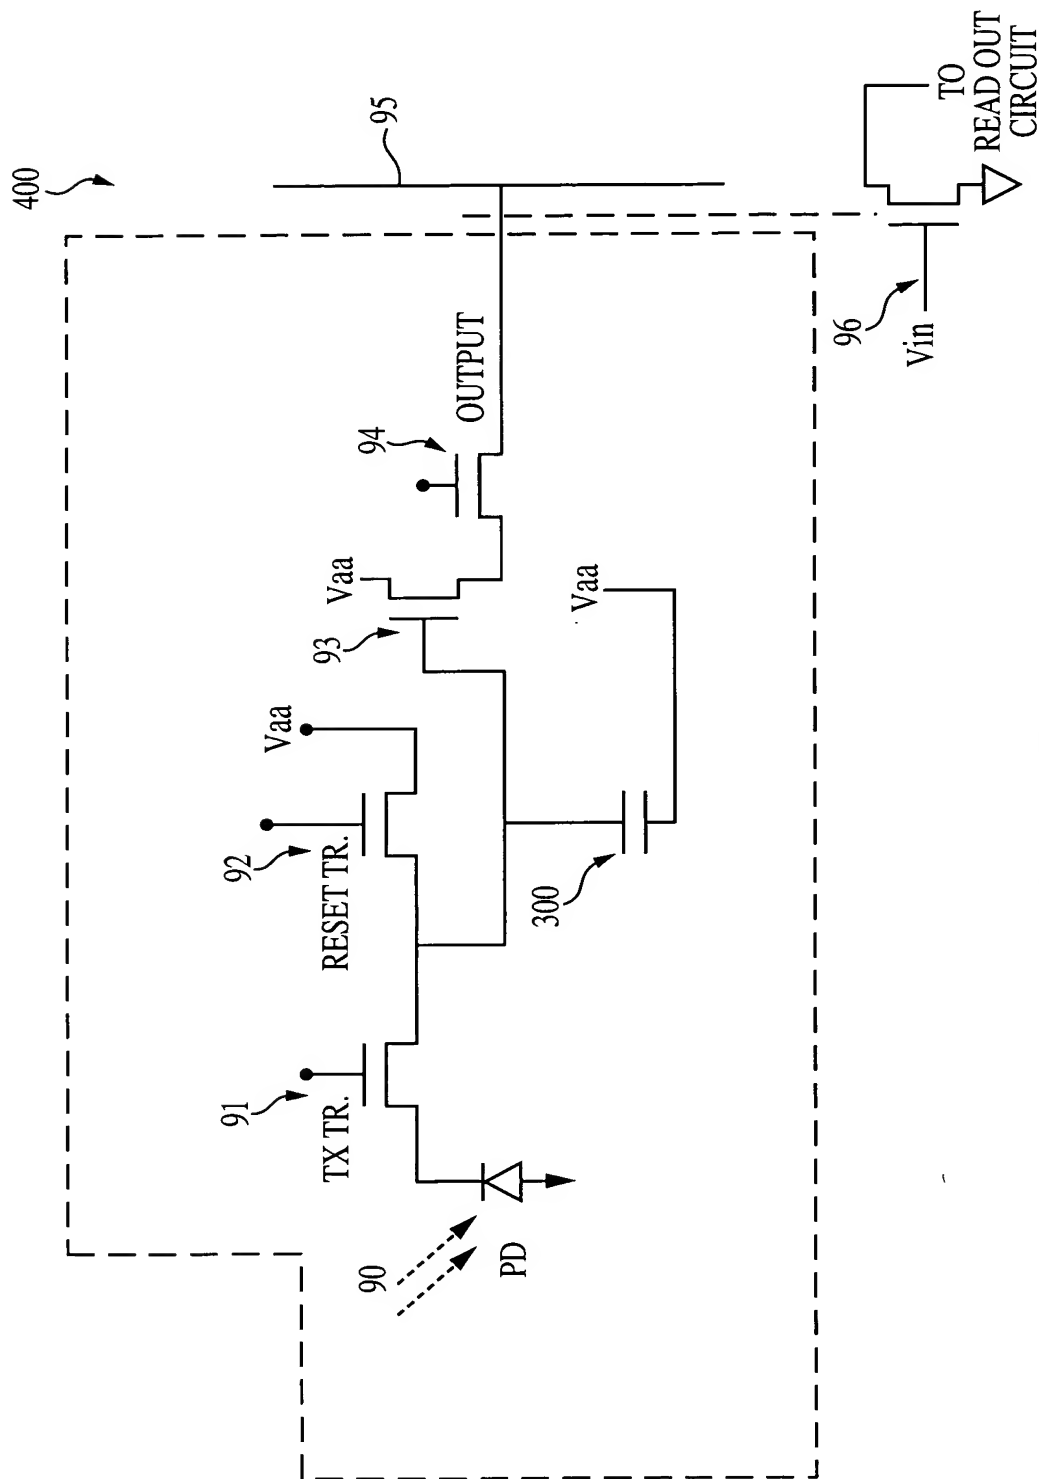 400
95
TO
READ OUT
CIRCUIT
96
Vin
OUTPUT
94
Vaa
93
Vaa
Vaa
92
RESET TR.
300
91
TX TR.
90
PD